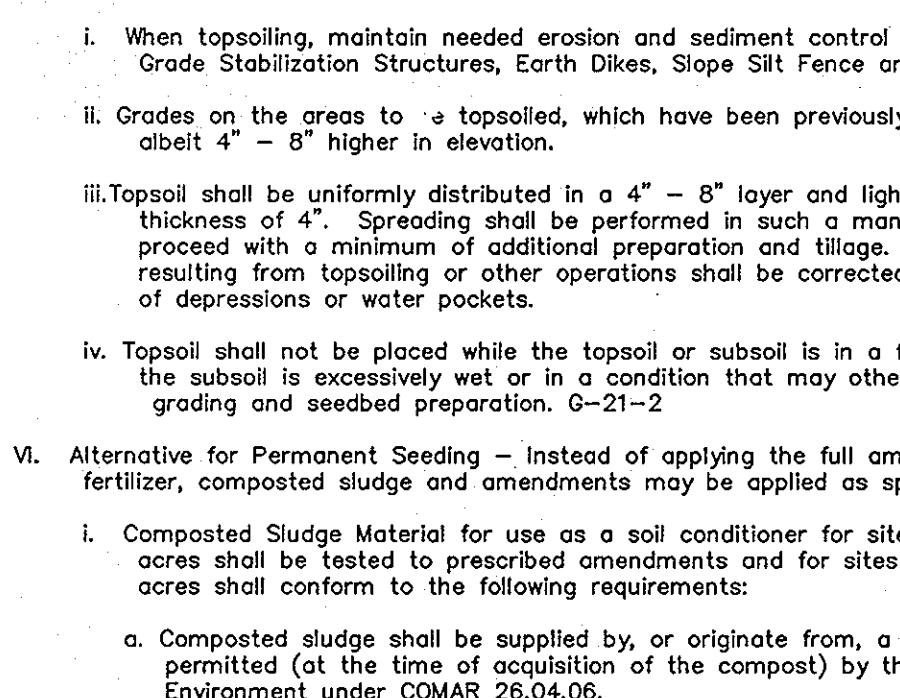 i. When topsoiling, maintain needed erosion and sediment control
Grade Stabilization Structures, Earth Dikes, Slope Silt Fence
ii. Grades on the areas to topsoiled, which have been previously
albeit 4" – 8" higher in elevation.
iii. Topsoil shall be uniformly distributed in a 4" – 8" layer and
thickness of 4". Spreading shall be performed in such a
proceed with a minimum of additional preparation and tillage.
resulting from topsoiling or other operations shall be corrected
of depressions or water pockets.
iv. Topsoil shall not be placed while the topsoil or subsoil is in a
the subsoil is excessively wet or in a condition that may
grading and seedbed preparation. G–21–2
VI. Alternative for Permanent Seeding – Instead of applying the full
fertilizer, composted sludge and amendments may be applied as
i. Composted Sludge Material for use as a soil conditioner for
acres shall be tested to prescribed amendments and for sites
acres shall conform to the following requirements:
a. Composted sludge shall be supplied by, or originate from, a
permitted (at the time of acquisition of the compost) by
Environment under COMAR 26.04.06.